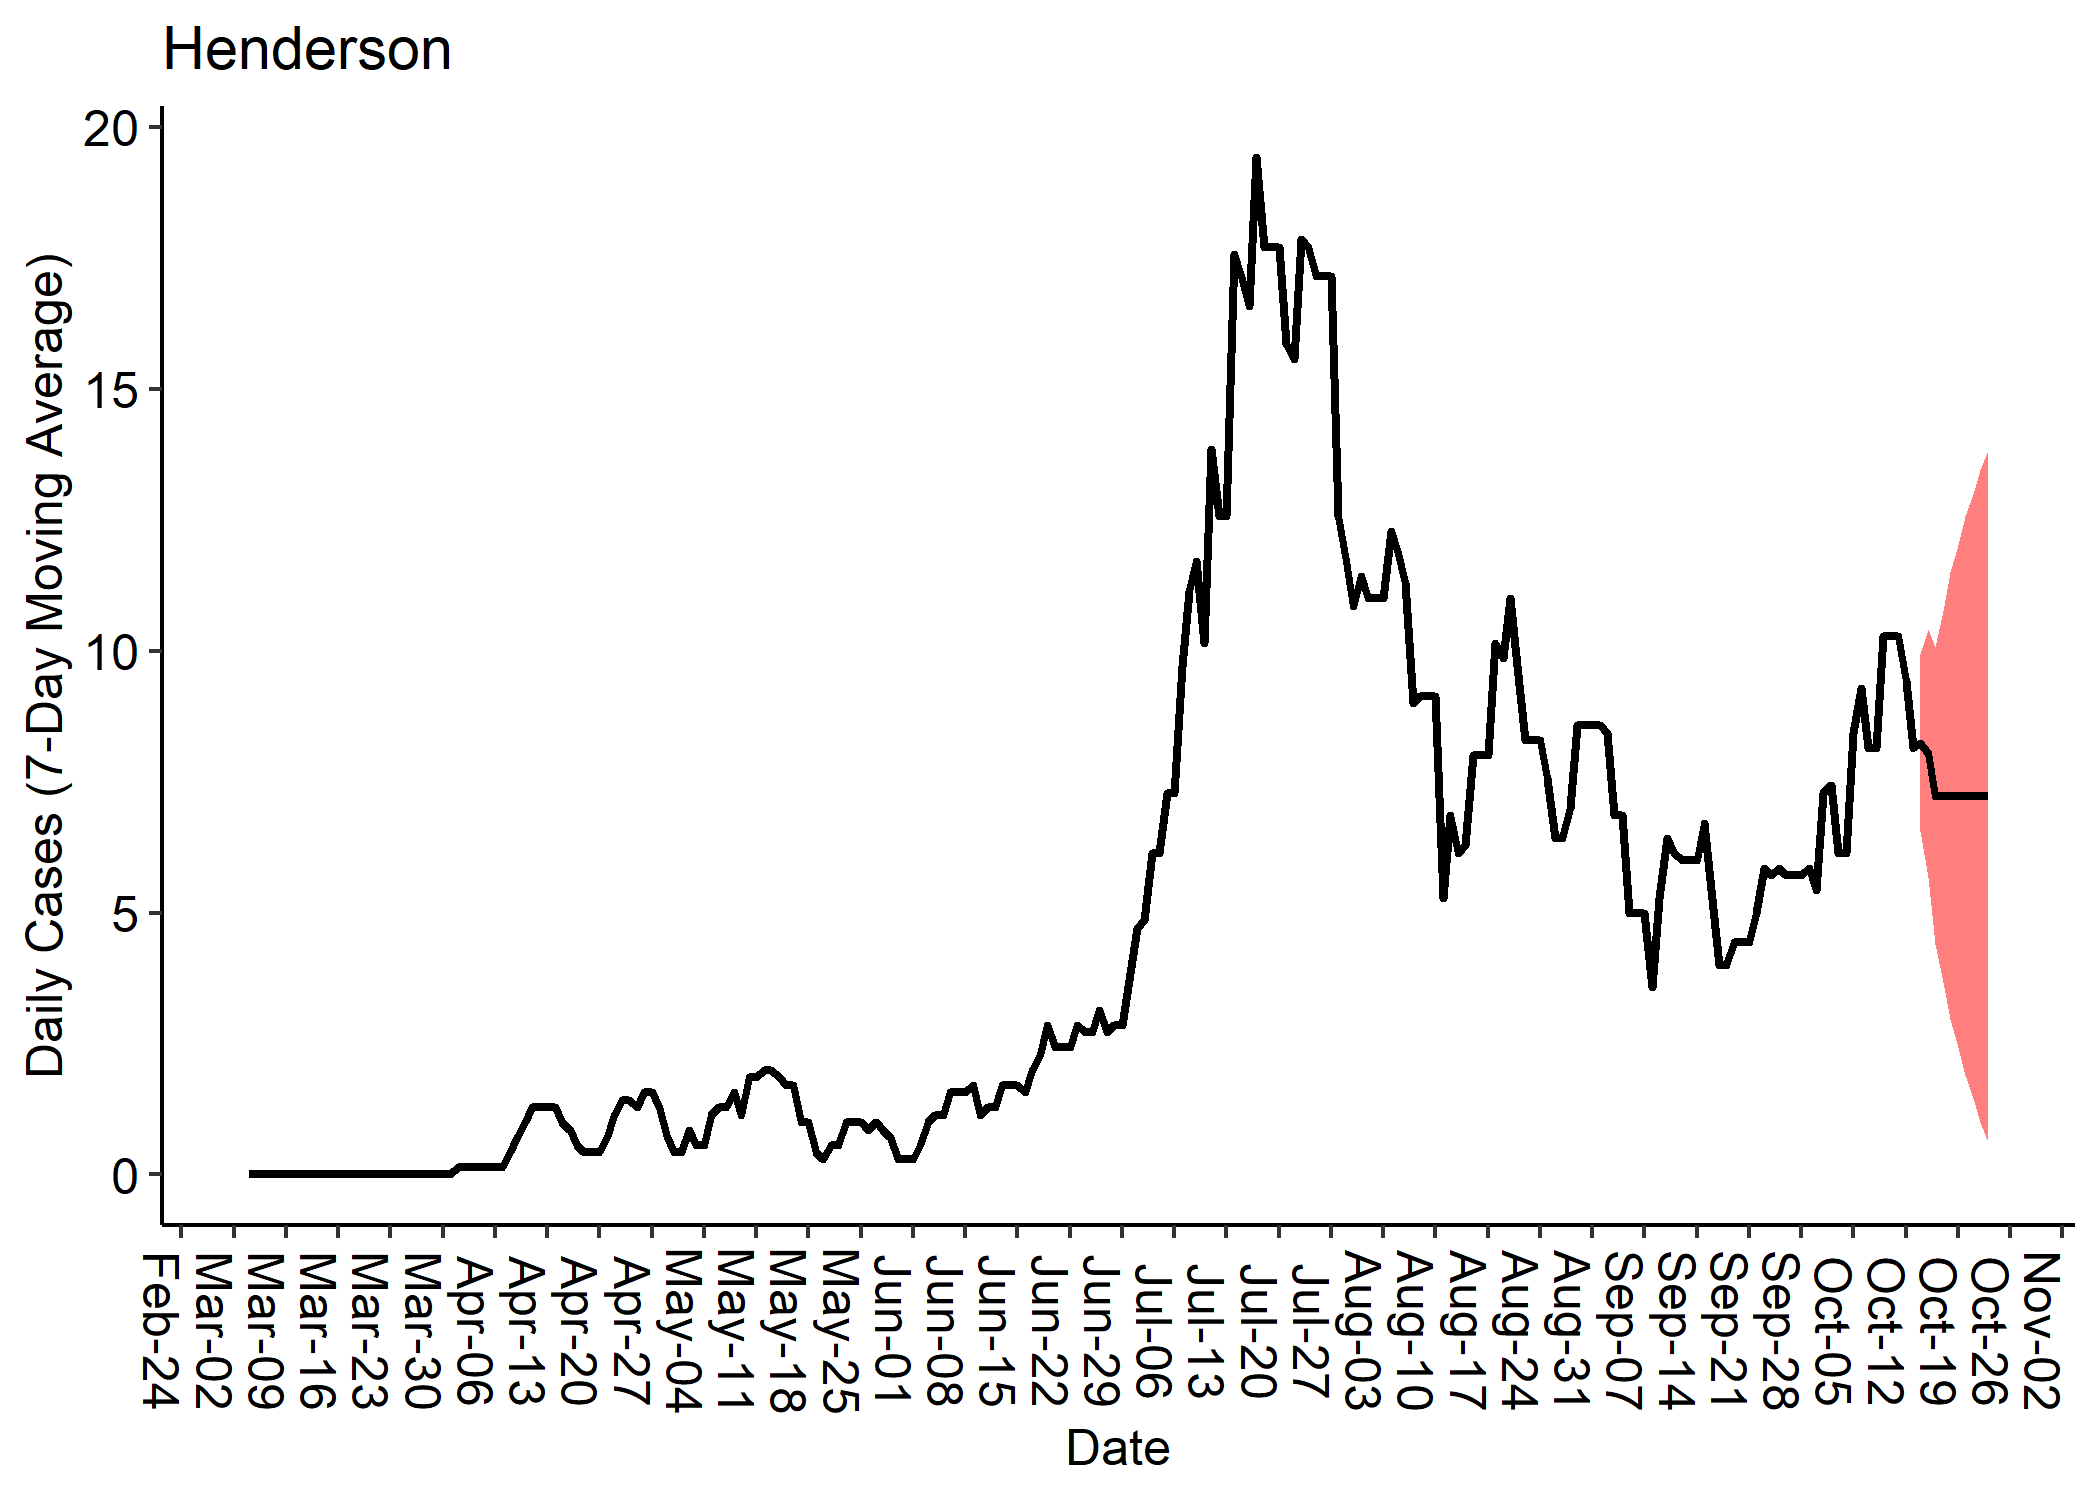 Henderson
Daily Cases (7-Day Moving Average)
20
15
10
5
0
Feb-24
Mar-02
Mar-09
Mar-16
Mar-23
Mar-30
Apr-06
Apr-13
Apr-20
Apr-27
May-04
May-11
May-18
May-25
Jun-01
Jun-08
Jun-15
Jun-22
Jun-29
Jul-06
Jul-13
Jul-20
Jul-27
Aug-03
Aug-10
Aug-17
Aug-24
Aug-31
Sep-07
Sep-14
Sep-21
Sep-28
Oct-05
Oct-12
Oct-19
Oct-26
Nov-02
Date